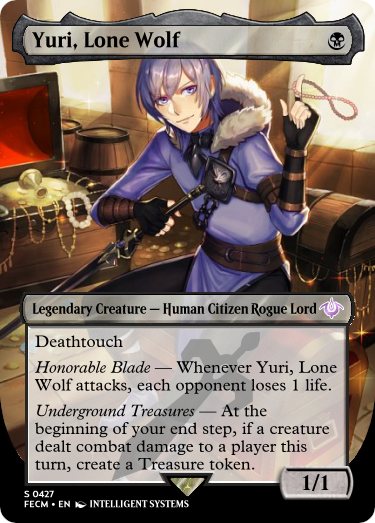 Yuri, Lone Wolf
Legendary Creature — Human Citizen Rogue Lord
Deathtouch
Honorable Blade — Whenever Yuri, Lone
Wolf attacks, each opponent loses 1 life.
Underground Treasures — At the
beginning of your end step, if a creature
dealt combat damage to a player this
turn, create a Treasure token.
1/1
S 0427
FECM • EN INTELLIGENT SYSTEMS